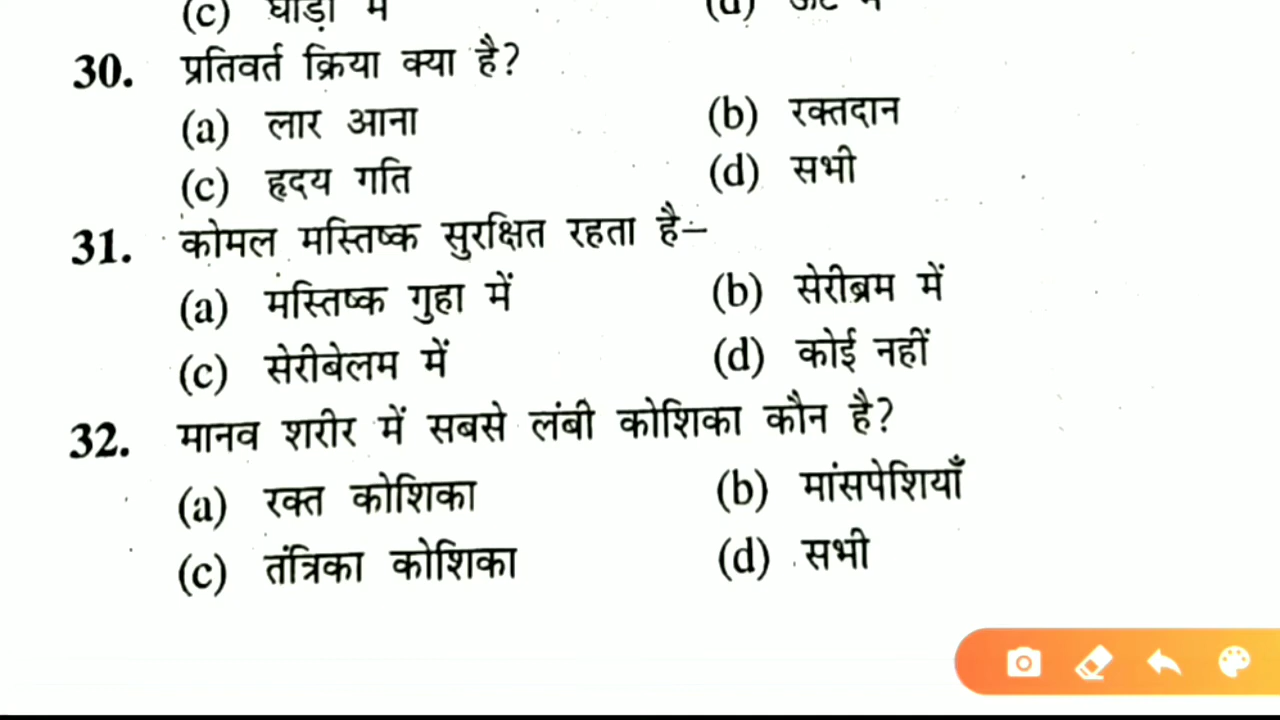 (c) घोड़ा में (d) ऊँट में
30. प्रतिवर्त क्रिया क्या है?
(a) लार आना (b) रक्तदान
(c) हृदय गति (d) सभी
31. कोमल मस्तिष्क सुरक्षित रहता है–
(a) मस्तिष्क गुहा में (b) सेरीब्रम में
(c) सेरीबेलम में (d) कोई नहीं
32. मानव शरीर में सबसे लंबी कोशिका कौन है?
(a) रक्त कोशिका (b) मांसपेशियाँ
(c) तंत्रिका कोशिका (d) सभी